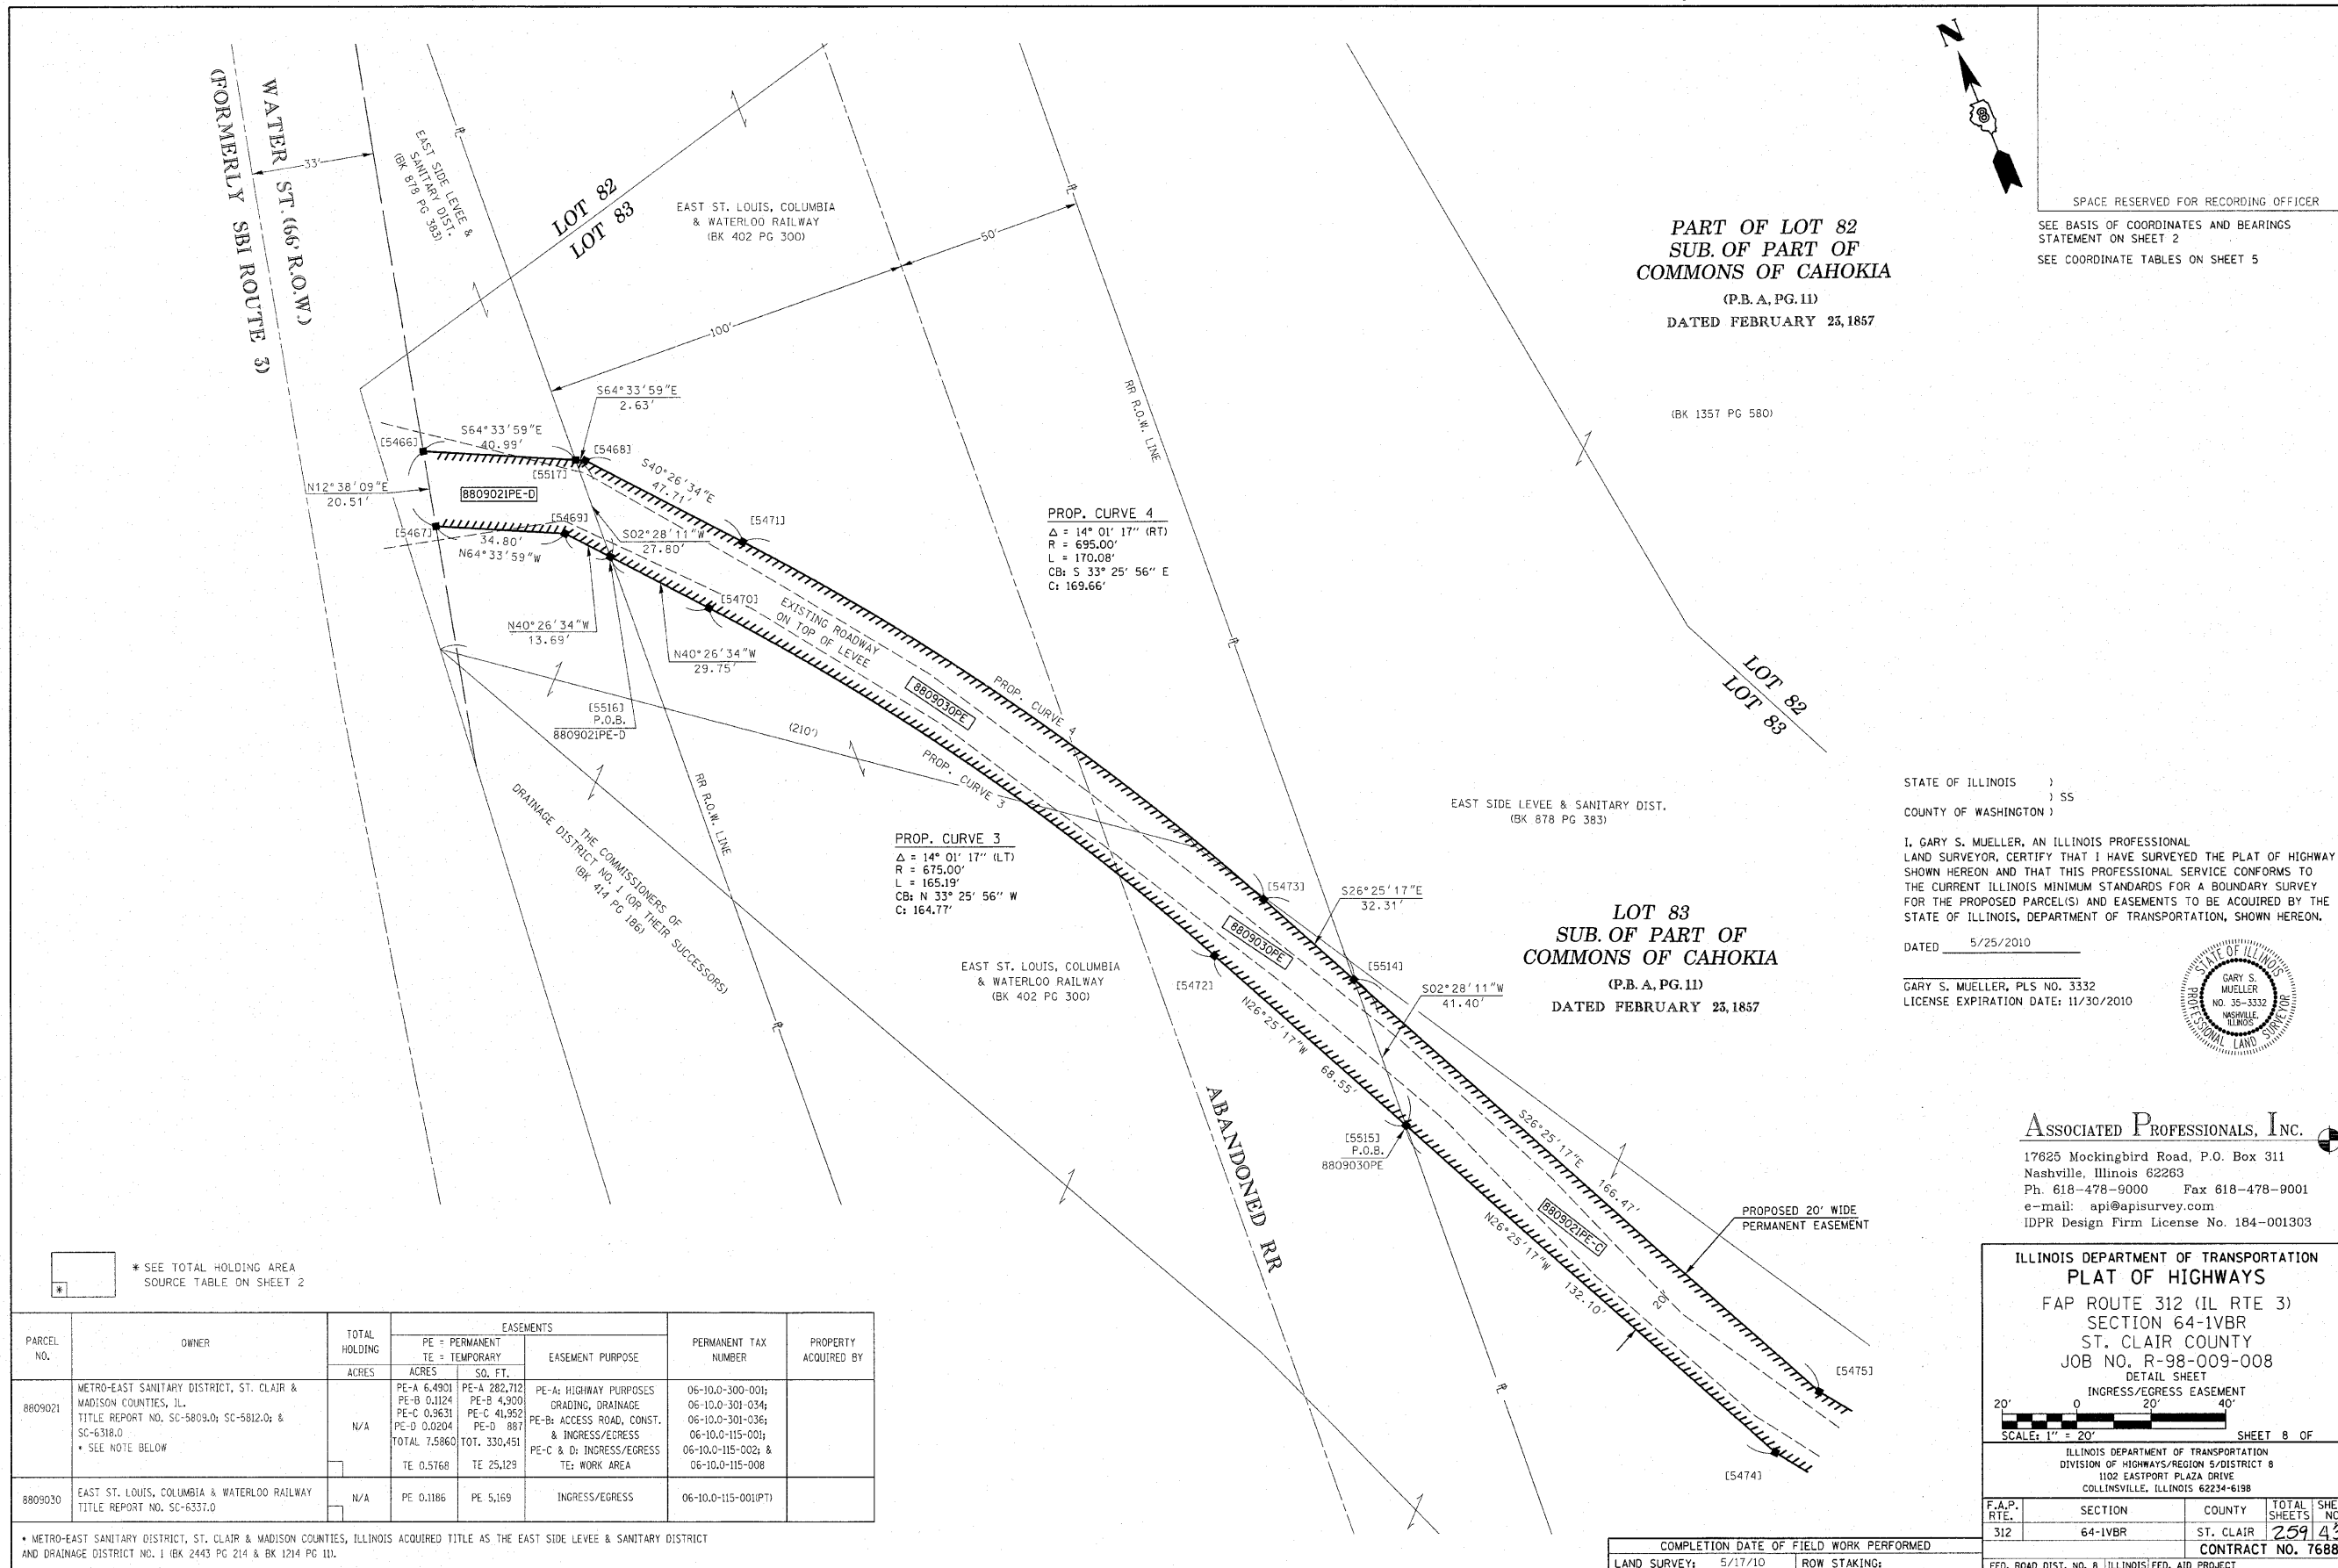 WATER ST. (66' R.O.W.)
(FORMERLY SBI ROUTE 3)
33'
EAST SIDE LEVEE &
SANITARY DIST.
(BK 878 PG 383)
LOT 82
LOT 83
EAST ST. LOUIS, COLUMBIA
& WATERLOO RAILWAY
(BK 402 PG 300)
50'
100'
RR R.O.W. LINE
PART OF LOT 82
SUB. OF PART OF
COMMONS OF CAHOKIA
(P.B. A, PG. 11)
DATED FEBRUARY 23, 1857
(BK 1357 PG 580)
N
8
SPACE RESERVED FOR RECORDING OFFICER
SEE BASIS OF COORDINATES AND BEARINGS
STATEMENT ON SHEET 2
SEE COORDINATE TABLES ON SHEET 5
S64°33'59"E
2.63'
S64°33'59"E
40.99'
[5466]
[5468]
[5517]
S40°26'34"E
47.71'
N12°38'09"E
20.51'
8809021PE-D
[5469]
[5471]
[5467]
34.80'
N64°33'59"W
S02°28'11"W
27.80'
N40°26'34"W
13.69'
[5470]
N40°26'34"W
29.75'
EXISTING ROADWAY
ON TOP OF LEVEE
[5516]
P.O.B.
8809021PE-D
8809030PE
PROP. CURVE 4
PROP. CURVE 3
(210')
PROP. CURVE 4
Δ = 14° 01' 17" (RT)
R = 695.00'
L = 170.08'
CB: S 33° 25' 56" E
C: 169.66'
LOT 82
LOT 83
RR R.O.W. LINE
THE COMMISSIONERS OF
DRAINAGE DISTRICT NO. 1 (OR THEIR SUCCESSORS)
(BK 414 PG 186)
PROP. CURVE 3
Δ = 14° 01' 17" (LT)
R = 675.00'
L = 165.19'
CB: N 33° 25' 56" W
C: 164.77'
EAST SIDE LEVEE & SANITARY DIST.
(BK 878 PG 383)
[5473]
S26°25'17"E
32.31'
8809030PE
[5514]
[5472]
EAST ST. LOUIS, COLUMBIA
& WATERLOO RAILWAY
(BK 402 PG 300)
N26°25'17"W
68.55'
S02°28'11"W
41.40'
LOT 83
SUB. OF PART OF
COMMONS OF CAHOKIA
(P.B. A, PG. 11)
DATED FEBRUARY 23, 1857
ABANDONED RR
[5515]
P.O.B.
8809030PE
S26°25'17"E
166.47'
8809021PE-C
N26°25'17"W
132.10'
20'
PROPOSED 20' WIDE
PERMANENT EASEMENT
[5475]
[5474]
STATE OF ILLINOIS )
) SS
COUNTY OF WASHINGTON )
I, GARY S. MUELLER, AN ILLINOIS PROFESSIONAL
LAND SURVEYOR, CERTIFY THAT I HAVE SURVEYED THE PLAT OF HIGHWAY
SHOWN HEREON AND THAT THIS PROFESSIONAL SERVICE CONFORMS TO
THE CURRENT ILLINOIS MINIMUM STANDARDS FOR A BOUNDARY SURVEY
FOR THE PROPOSED PARCEL(S) AND EASEMENTS TO BE ACQUIRED BY THE
STATE OF ILLINOIS, DEPARTMENT OF TRANSPORTATION, SHOWN HEREON.
DATED 5/25/2010
GARY S. MUELLER, PLS NO. 3332
LICENSE EXPIRATION DATE: 11/30/2010
STATE OF ILLINOIS
GARY S.
MUELLER
NO. 35-3332
NASHVILLE,
ILLINOIS
PROFESSIONAL LAND SURVEYOR
ASSOCIATED PROFESSIONALS, INC.
17625 Mockingbird Road, P.O. Box 311
Nashville, Illinois 62263
Ph. 618-478-9000 Fax 618-478-9001
e-mail: api@apisurvey.com
IDPR Design Firm License No. 184-001303
ILLINOIS DEPARTMENT OF TRANSPORTATION
PLAT OF HIGHWAYS
FAP ROUTE 312 (IL RTE 3)
SECTION 64-1VBR
ST. CLAIR COUNTY
JOB NO. R-98-009-008
DETAIL SHEET
INGRESS/EGRESS EASEMENT
20' 0 20' 40'
SCALE: 1" = 20' SHEET 8 OF
ILLINOIS DEPARTMENT OF TRANSPORTATION
DIVISION OF HIGHWAYS/REGION 5/DISTRICT 8
1102 EASTPORT PLAZA DRIVE
COLLINSVILLE, ILLINOIS 62234-6198
F.A.P. RTE. SECTION COUNTY TOTAL SHEETS
312 64-1VBR ST. CLAIR 259
CONTRACT NO. 7688
FED. ROAD DIST. NO. 8 ILLINOIS FED. AID PROJECT
COMPLETION DATE OF FIELD WORK PERFORMED
LAND SURVEY: 5/17/10 ROW STAKING:
* SEE TOTAL HOLDING AREA
SOURCE TABLE ON SHEET 2
*
PARCEL NO. OWNER TOTAL HOLDING EASEMENTS PERMANENT TAX NUMBER PROPERTY ACQUIRED BY
PE = PERMANENT
TE = TEMPORARY
EASEMENT PURPOSE
ACRES ACRES SQ. FT.
8809021
METRO-EAST SANITARY DISTRICT, ST. CLAIR &
MADISON COUNTIES, IL.
TITLE REPORT NO. SC-5809.0; SC-5812.0; &
SC-6318.0
* SEE NOTE BELOW
N/A
PE-A 6.4901 PE-A 282,712
PE-B 0.1124 PE-B 4,900
PE-C 0.9631 PE-C 41,952
PE-D 0.0204 PE-D 887
TOTAL 7.5860 TOT. 330,451
TE 0.5768 TE 25,129
PE-A: HIGHWAY PURPOSES
GRADING, DRAINAGE
PE-B: ACCESS ROAD, CONST.
& INGRESS/EGRESS
PE-C & D: INGRESS/EGRESS
TE: WORK AREA
06-10.0-300-001;
06-10.0-301-034;
06-10.0-301-036;
06-10.0-115-001;
06-10.0-115-002; &
06-10.0-115-008
8809030
EAST ST. LOUIS, COLUMBIA & WATERLOO RAILWAY
TITLE REPORT NO. SC-6337.0
N/A PE 0.1186 PE 5,169 INGRESS/EGRESS 06-10.0-115-001(PT)
* METRO-EAST SANITARY DISTRICT, ST. CLAIR & MADISON COUNTIES, ILLINOIS ACQUIRED TITLE AS THE EAST SIDE LEVEE & SANITARY DISTRICT
AND DRAINAGE DISTRICT NO. 1 (BK 2443 PG 214 & BK 1214 PG 11).